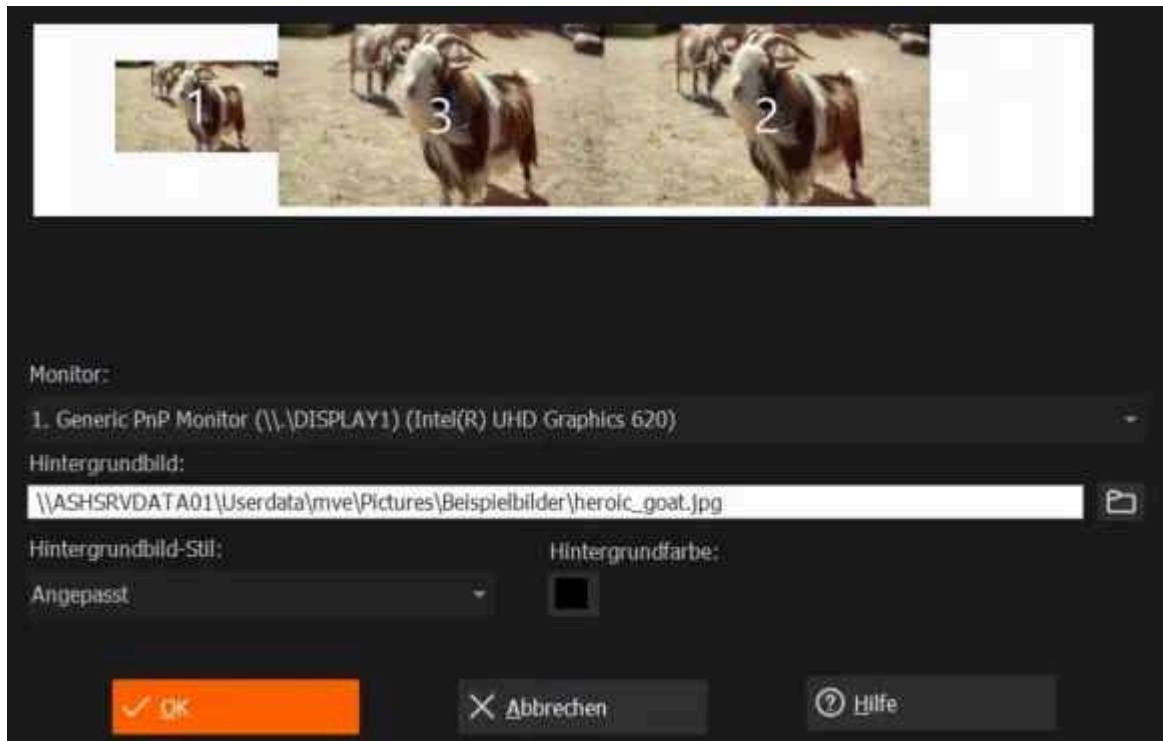 1
3
2
Monitor:
1. Generic PnP Monitor (\\.\DISPLAY1) (Intel(R) UHD Graphics 620)
Hintergrundbild:
\\ASHSRVDATA01\Userdata\mve\Pictures\Beispielbilder\heroic_goat.jpg
Hintergrundbild-Stil: Hintergrundfarbe:
Angepasst
OK Abbrechen Hilfe